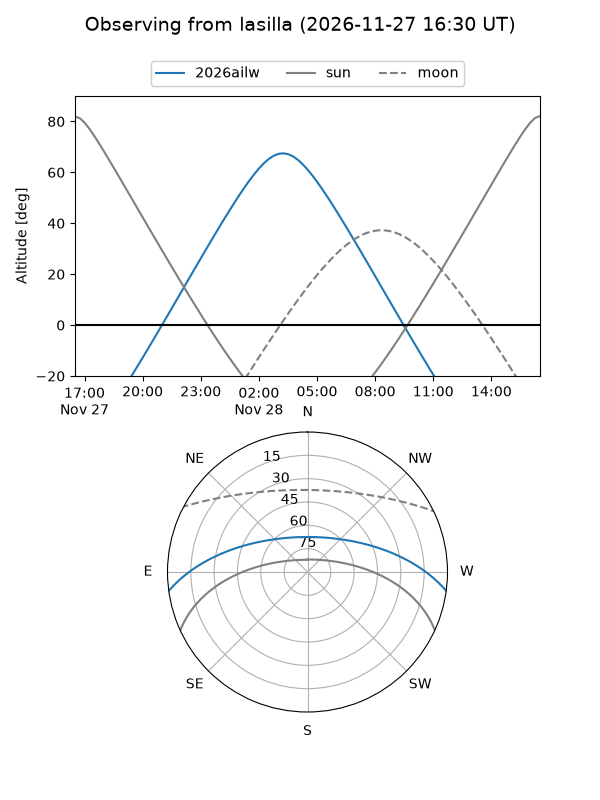 Observing from lasilla (2026-11-27 16:30 UT)
2026ailw sun moon
Altitude [deg]
80
60
40
20
0
−20
17:00 20:00 23:00 02:00 05:00 08:00 11:00 14:00
Nov 27 Nov 28
N
NE NW
15
30
45
60
75
E W
SE SW
S